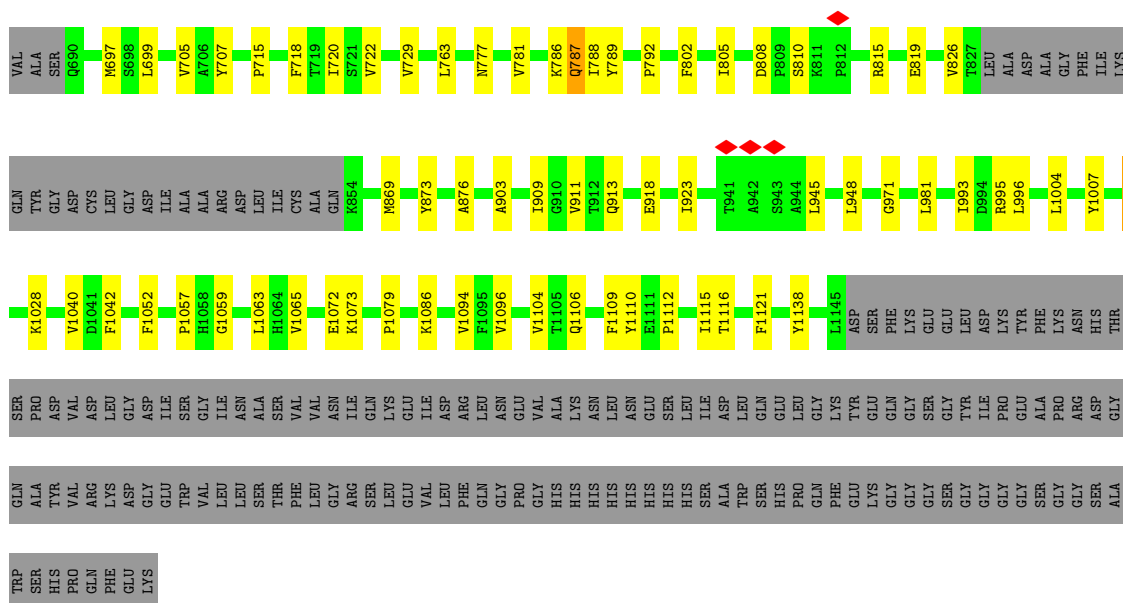 VAL ALA SER Q690 M697 S698 L699 V705 A706 Y707 P715 F718 T719 I720 S721 V722 V729 L763 N777 V781 K786 Q787 I788 Y789 P792 F802 I805 D808 P809 S810 K811 P812 R815 E819 V826 T827 LEU ALA ASP ALA GLY PHE ILE LYS
GLN TYR GLY ASP CYS LEU GLY ASP ILE ALA ALA ARG ASP LEU ILE CYS ALA GLN K854 M869 Y873 A876 A903 I909 G910 V911 T912 Q913 E918 I923 T941 A942 S943 A944 L945 L948 G971 L981 I993 D994 R995 L996 L1004 Y1007
K1028 V1040 D1041 F1042 F1052 P1057 H1058 G1059 L1063 H1064 V1065 E1072 K1073 P1079 K1086 V1094 F1095 V1096 V1104 T1105 Q1106 F1109 Y1110 E1111 P1112 I1115 T1116 F1121 Y1138 L1145 ASP SER PHE LYS GLU GLU LEU ASP LYS TYR PHE LYS ASN HIS THR
SER PRO ASP VAL ASP LEU GLY ASP ILE SER GLY ILE ASN ALA SER VAL VAL ASN ILE GLN LYS GLU ILE ASP ARG LEU ASN GLU VAL ALA LYS ASN LEU ASN GLU SER LEU ILE ASP LEU GLN GLU LEU GLY LYS TYR GLU GLN GLY SER GLY TYR ILE PRO GLU ALA PRO ARG ASP GLY
GLN ALA TYR VAL ARG LYS ASP GLY GLU TRP VAL LEU LEU SER THR PHE LEU GLY ARG SER LEU GLU VAL LEU PHE GLN GLY PRO GLY HIS HIS HIS HIS HIS HIS HIS HIS SER ALA TRP SER HIS PRO GLN PHE GLU LYS GLY GLY GLY SER GLY GLY GLY GLY SER GLY GLY SER ALA
TRP SER HIS PRO GLN PHE GLU LYS